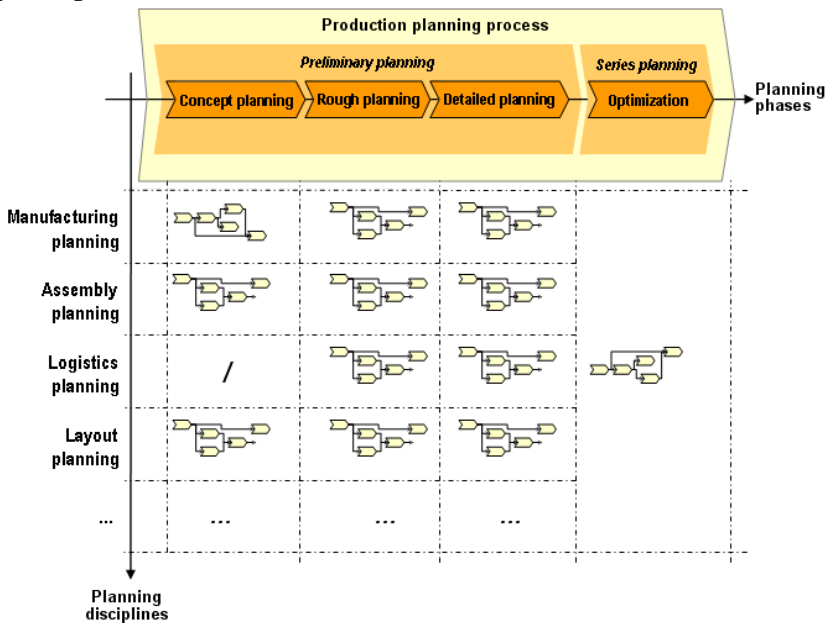 Production planning process
Preliminary planning
Series planning
Concept planning
Rough planning
Detailed planning
Optimization
Planning
phases
Manufacturing
planning
Assembly
planning
Logistics
planning
/
Layout
planning
... ... ... ...
Planning
disciplines